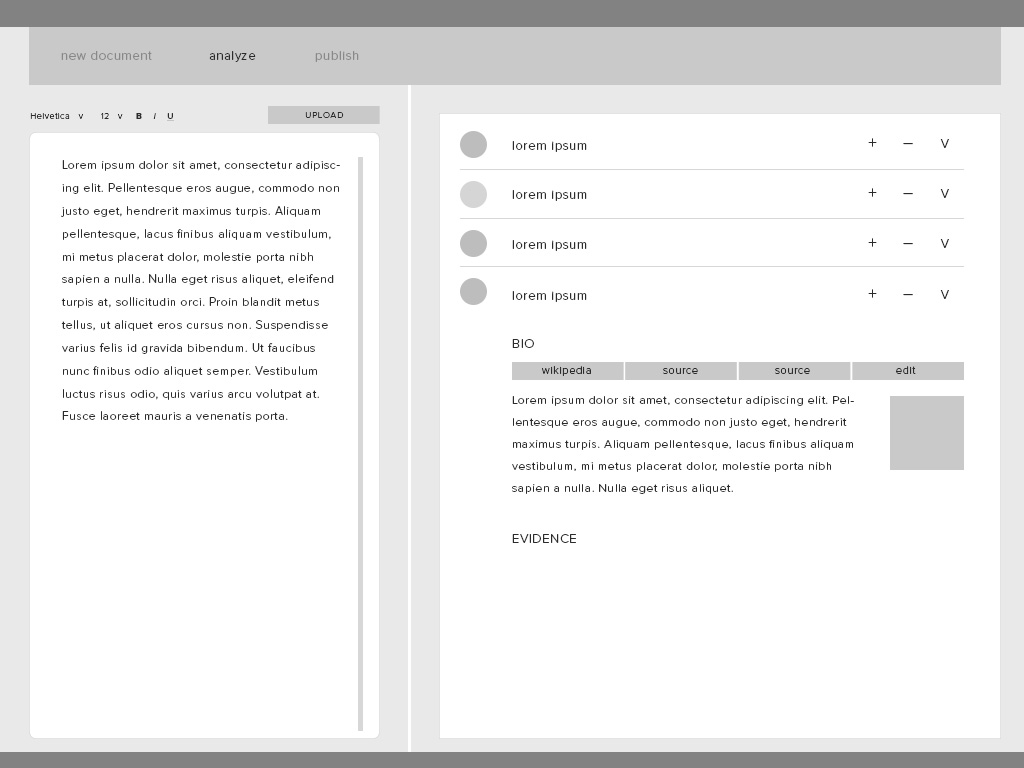 new document analyze publish
Helvetica v 12 v B I U UPLOAD
Lorem ipsum dolor sit amet, consectetur adipisc-
ing elit. Pellentesque eros augue, commodo non
justo eget, hendrerit maximus turpis. Aliquam
pellentesque, lacus finibus aliquam vestibulum,
mi metus placerat dolor, molestie porta nibh
sapien a nulla. Nulla eget risus aliquet, eleifend
turpis at, sollicitudin orci. Proin blandit metus
tellus, ut aliquet eros cursus non. Suspendisse
varius felis id gravida bibendum. Ut faucibus
nunc finibus odio aliquet semper. Vestibulum
luctus risus odio, quis varius arcu volutpat at.
Fusce laoreet mauris a venenatis porta.
lorem ipsum + – V
lorem ipsum + – V
lorem ipsum + – V
lorem ipsum + – V
BIO
wikipedia source source edit
Lorem ipsum dolor sit amet, consectetur adipiscing elit. Pel-
lentesque eros augue, commodo non justo eget, hendrerit
maximus turpis. Aliquam pellentesque, lacus finibus aliquam
vestibulum, mi metus placerat dolor, molestie porta nibh
sapien a nulla. Nulla eget risus aliquet.
EVIDENCE